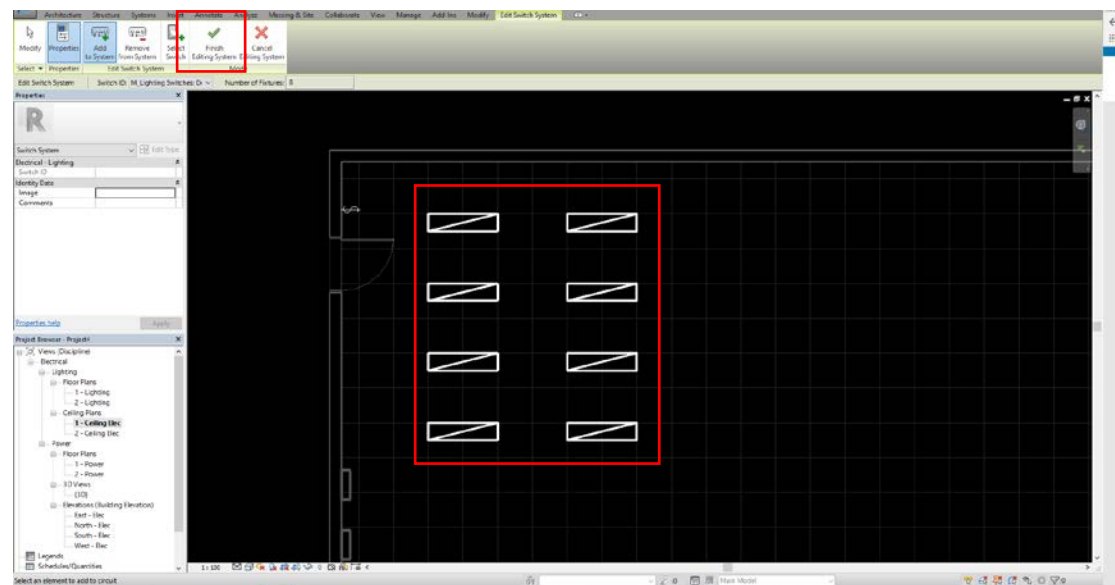 Architecture Structure Systems Insert Annotate Analyze Massing & Site Collaborate View Manage Add-Ins Modify Edit Switch System
Modify Properties Add to System Remove from System Select Switch Finish Editing System Cancel Editing System
Select Properties Edit Switch System Mode
Edit Switch System Switch ID: M_Lighting Switches: Number of Fixtures: 8
Properties
R
Switch System Edit Type
Electrical - Lighting
Switch ID
Identity Data
Image
Comments
Properties help Apply
Project Browser -
Views (Discipline)
Electrical
Lighting
Floor Plans
1 - Lighting
2 - Lighting
Ceiling Plans
1 - Ceiling Elec
2 - Ceiling Elec
Power
Floor Plans
1 - Power
2 - Power
3D Views
{3D}
Elevations (Building Elevation)
East - Elec
North - Elec
South - Elec
West - Elec
Legends
Schedules/Quantities
1 : 100
Select an element to add to circuit :0 Main Model :0